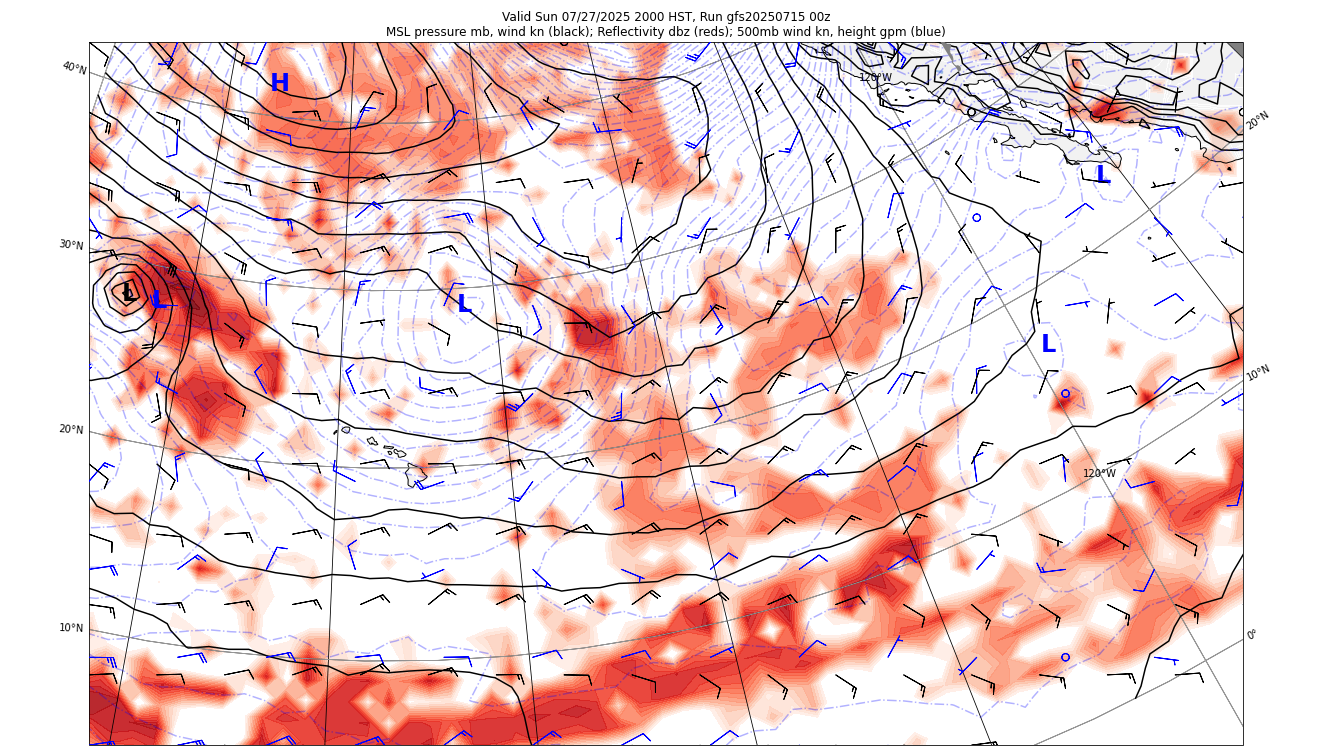 Valid Sun 07/27/2025 2000 HST, Run gfs20250715 00z
MSL pressure mb, wind kn (black); Reflectivity dbz (reds); 500mb wind kn, height gpm (blue)
40°N
H
120°W
20°N
L
30°N
L
L
L
L
10°N
20°N
120°W
10°N
0°